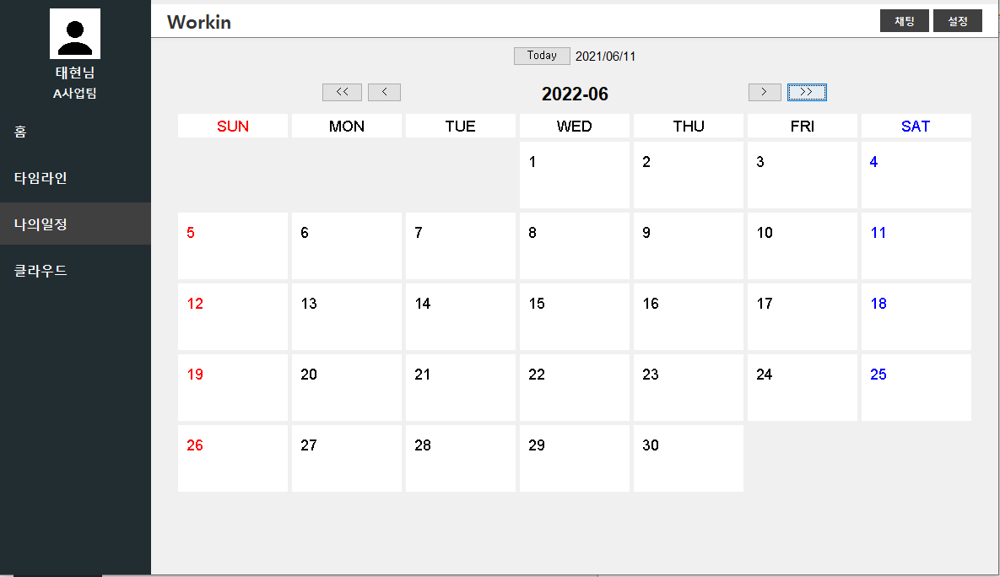 태현님
A사업팀
홈
타임라인
나의일정
클라우드
Workin
채팅 설정
Today 2021/06/11
<< < 2022-06 > >>
SUN MON TUE WED THU FRI SAT
1 2 3 4
5 6 7 8 9 10 11
12 13 14 15 16 17 18
19 20 21 22 23 24 25
26 27 28 29 30